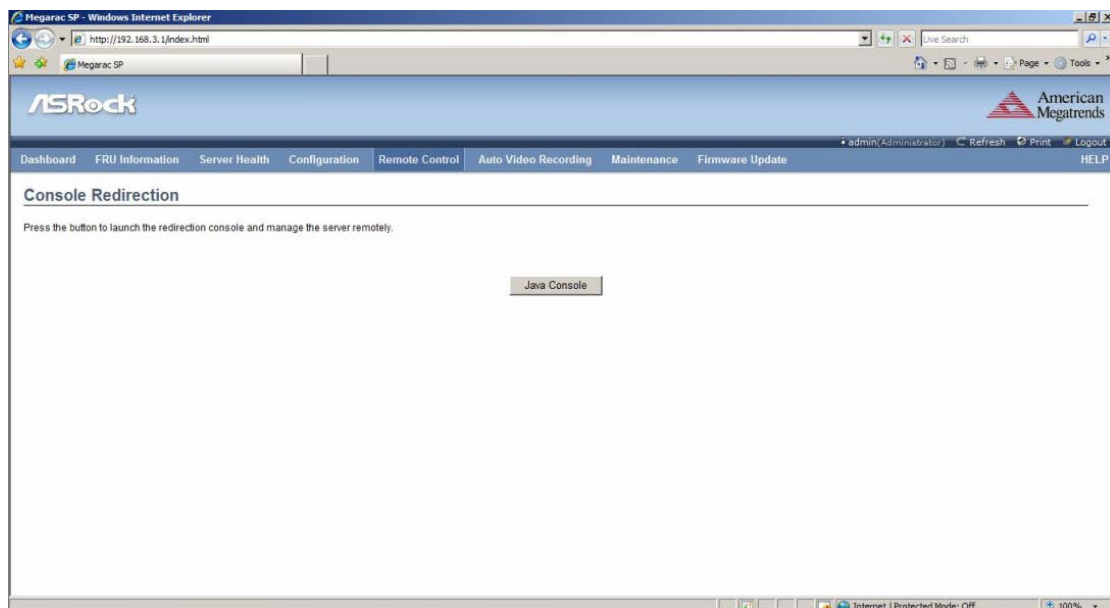 Megarac SP - Windows Internet Explorer
http://192.168.3.1/index.html
Live Search
Megarac SP
Page
Tools
ASRock
American
Megatrends
admin(Administrator) Refresh Print Logout
Dashboard FRU Information Server Health Configuration Remote Control Auto Video Recording Maintenance Firmware Update HELP
Console Redirection
Press the button to launch the redirection console and manage the server remotely.
Java Console
Internet | Protected Mode: Off 100%